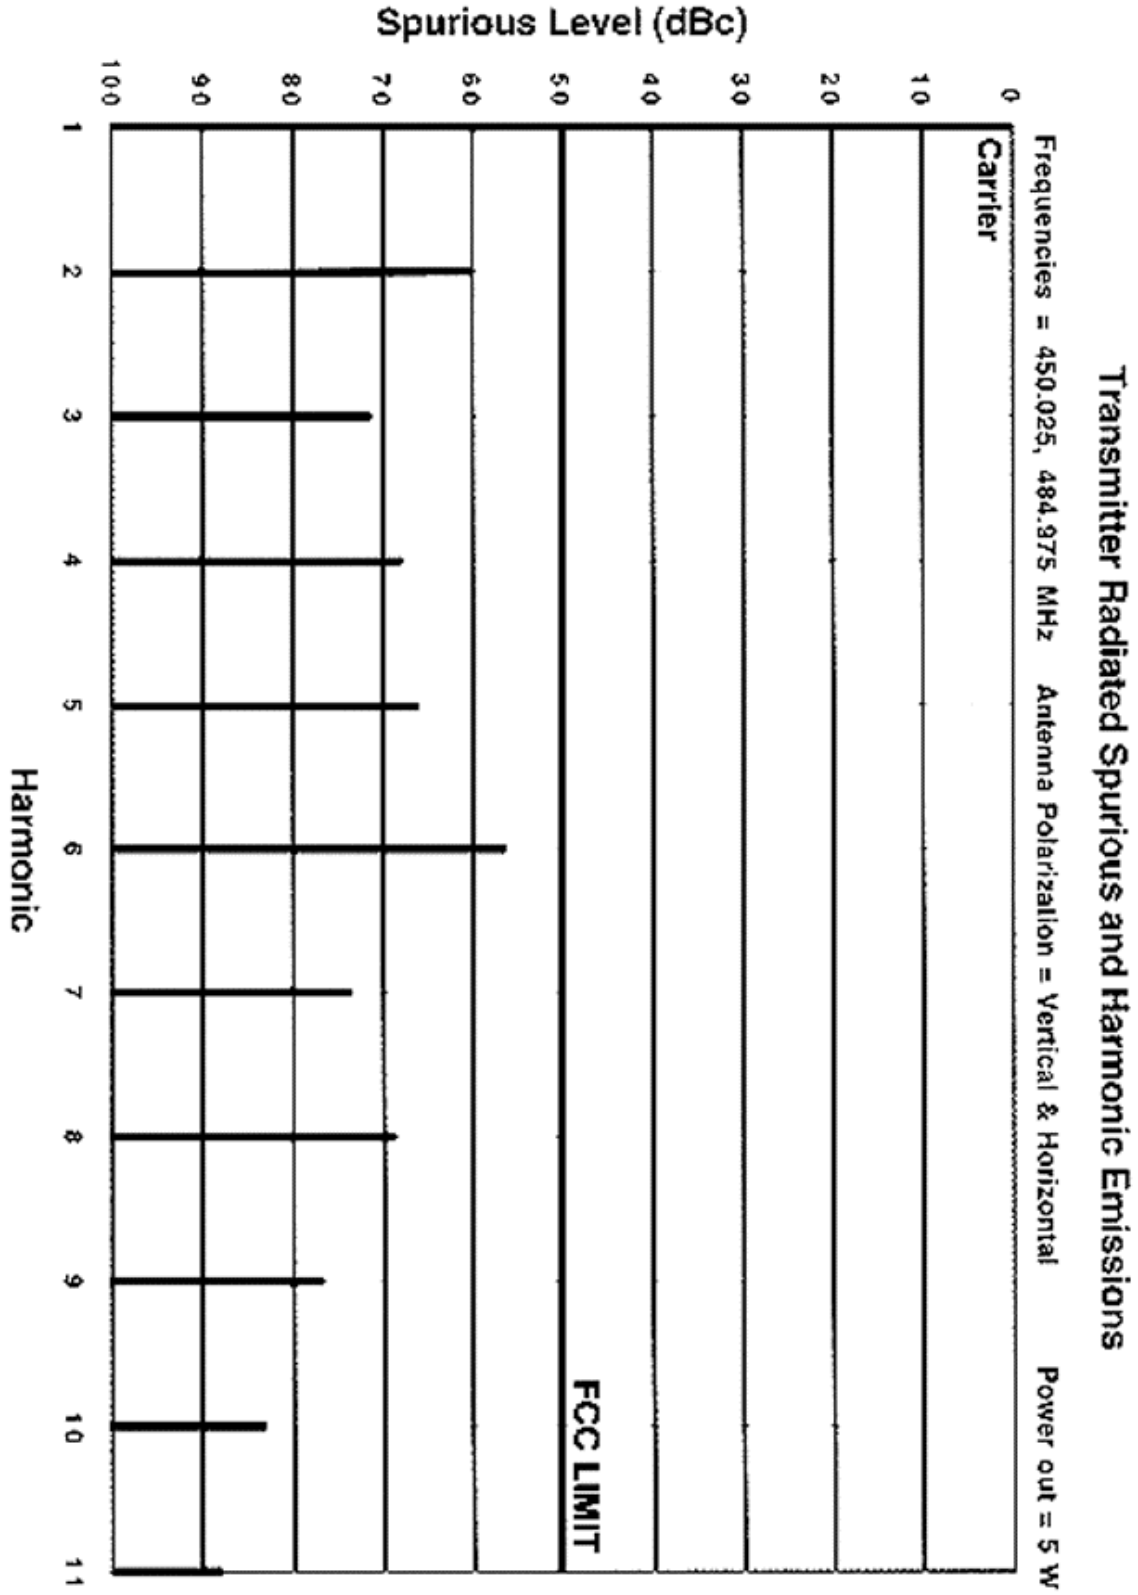 Transmitter Radiated Spurious and Harmonic Emissions
Frequencies = 450.025, 484.975 MHz Antenna Polarization = Vertical & Horizontal Power out = 5 W
Spurious Level (dBc)
0
10
20
30
40
50
60
70
80
90
100
Carrier
FCC LIMIT
1 2 3 4 5 6 7 8 9 10 11
Harmonic